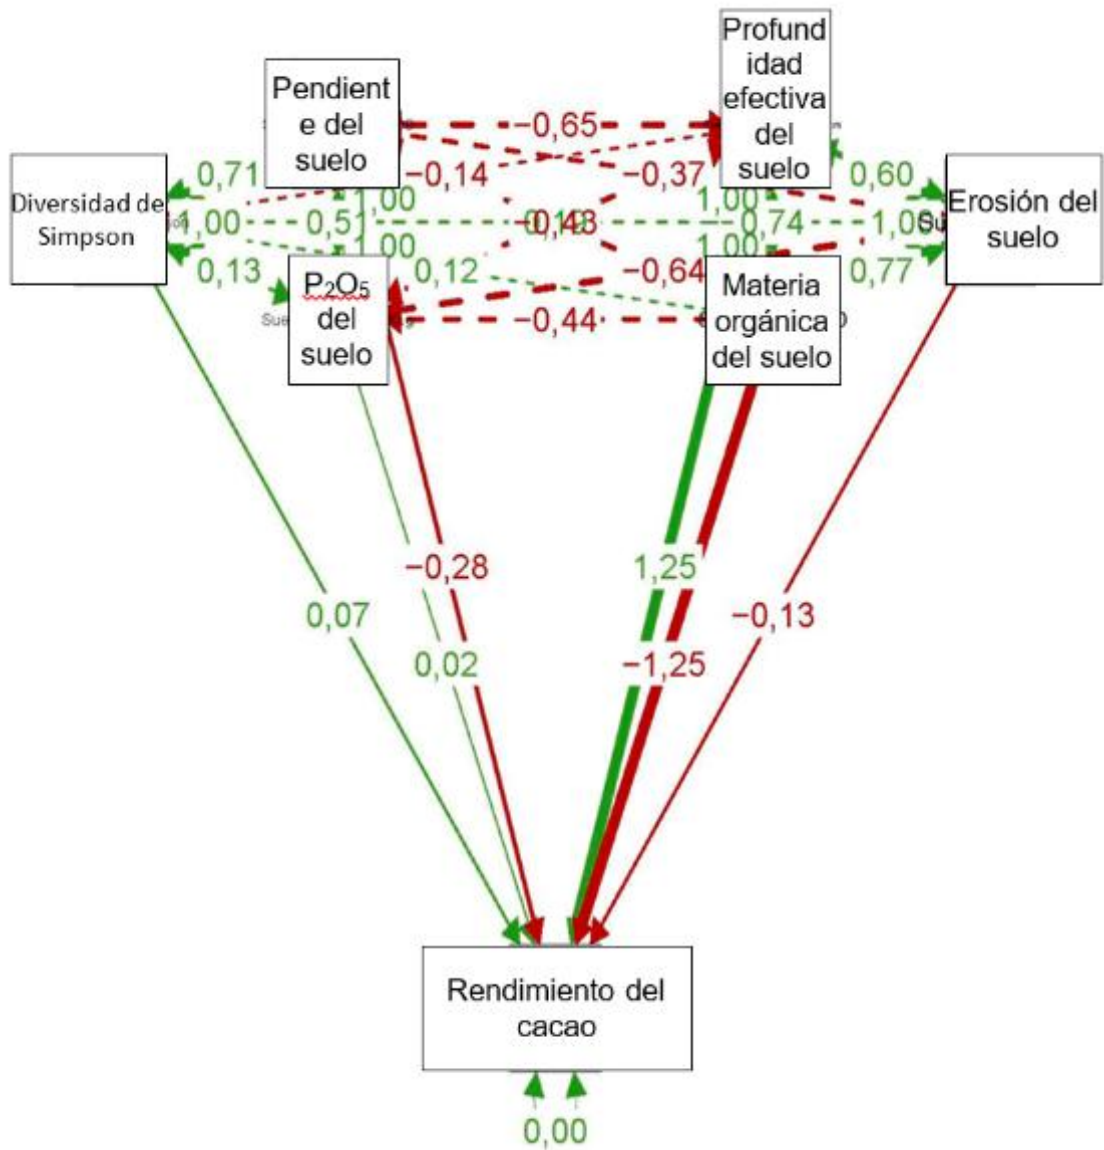 Profund
idad
efectiva
del
suelo
Pendient
e del
suelo
−0,65
0,71
−0,14
−0,37
0,60
Diversidad de
Simpson
1,00
1,00
Erosión del
suelo
1,00
0,51
−0,43
0,74
0,13
1,00
0,12
−0,64
1,00
0,77
P₂O₅
del
suelo
−0,44
Materia
orgánica
del suelo
−0,28
1,25
0,07
−0,13
0,02
−1,25
Rendimiento del
cacao
0,00